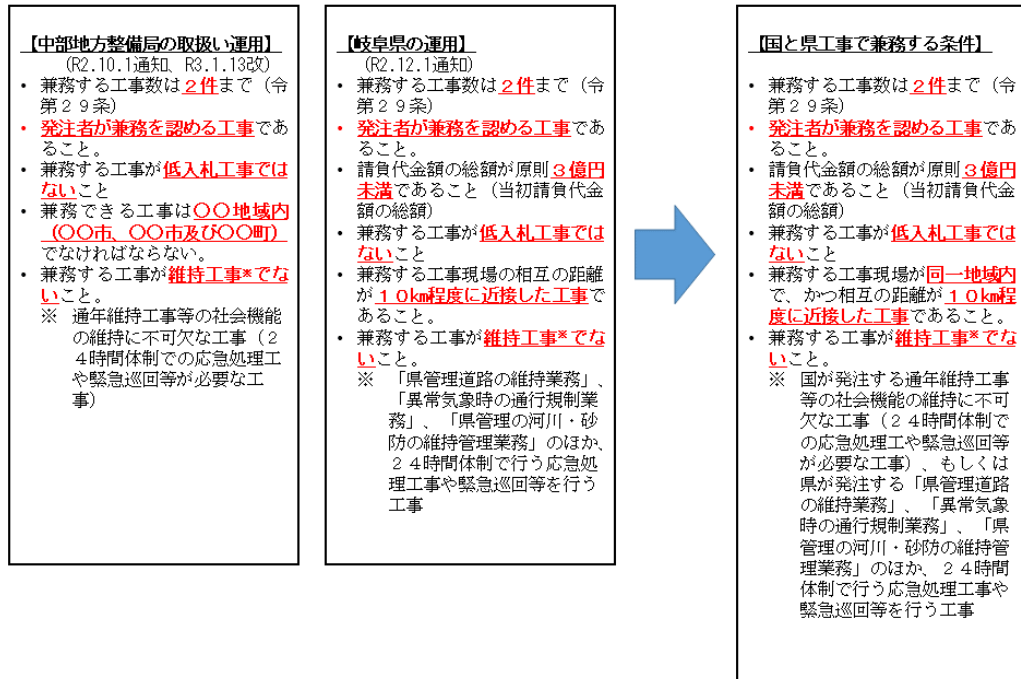 【中部地方整備局の取扱い運用】
(R2.10.1通知、R3.1.13改)
・ 兼務する工事数は２件まで（令
第２９条）
・ 発注者が兼務を認める工事であ
ること。
・ 兼務する工事が低入札工事では
ないこと
・ 兼務できる工事は〇〇地域内
（〇〇市、〇〇市及び〇〇町）
でなければならない。
・ 兼務する工事が維持工事※でな
いこと。
※ 通年維持工事等の社会機能
の維持に不可欠な工事（２
４時間体制での応急処理工
や緊急巡回等が必要な工
事）
【岐阜県の運用】
(R2.12.1通知)
・ 兼務する工事数は２件まで（令
第２９条）
・ 発注者が兼務を認める工事であ
ること。
・ 請負代金額の総額が原則３億円
未満であること（当初請負代金
額の総額）
・ 兼務する工事が低入札工事では
ないこと
・ 兼務する工事現場の相互の距離
が１０㎞程度に近接した工事で
あること。
・ 兼務する工事が維持工事※でな
いこと。
※ 「県管理道路の維持業務」、
「異常気象時の通行規制業
務」、「県管理の河川・砂
防の維持管理業務」のほか、
２４時間体制で行う応急処
理工事や緊急巡回等を行う
工事
【国と県工事で兼務する条件】
・ 兼務する工事数は２件まで（令
第２９条）
・ 発注者が兼務を認める工事であ
ること。
・ 請負代金額の総額が原則３億円
未満であること（当初請負代金
額の総額）
・ 兼務する工事が低入札工事では
ないこと
・ 兼務する工事現場が同一地域内
で、かつ相互の距離が１０㎞程
度に近接した工事であること。
・ 兼務する工事が維持工事※でな
いこと。
※ 国が発注する通年維持工事
等の社会機能の維持に不可
欠な工事（２４時間体制で
の応急処理工や緊急巡回等
が必要な工事）、もしくは
県が発注する「県管理道路
の維持業務」、「異常気象
時の通行規制業務」、「県
管理の河川・砂防の維持管
理業務」のほか、２４時間
体制で行う応急処理工事や
緊急巡回等を行う工事